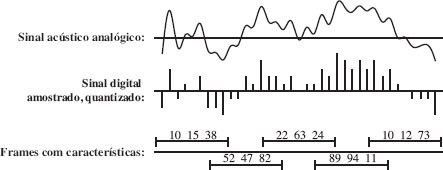 Sinal acústico analógico:
Sinal digital
amostrado, quantizado:
10 15 38
22 63 24
10 12 73
Frames com características:
52 47 82
89 94 11